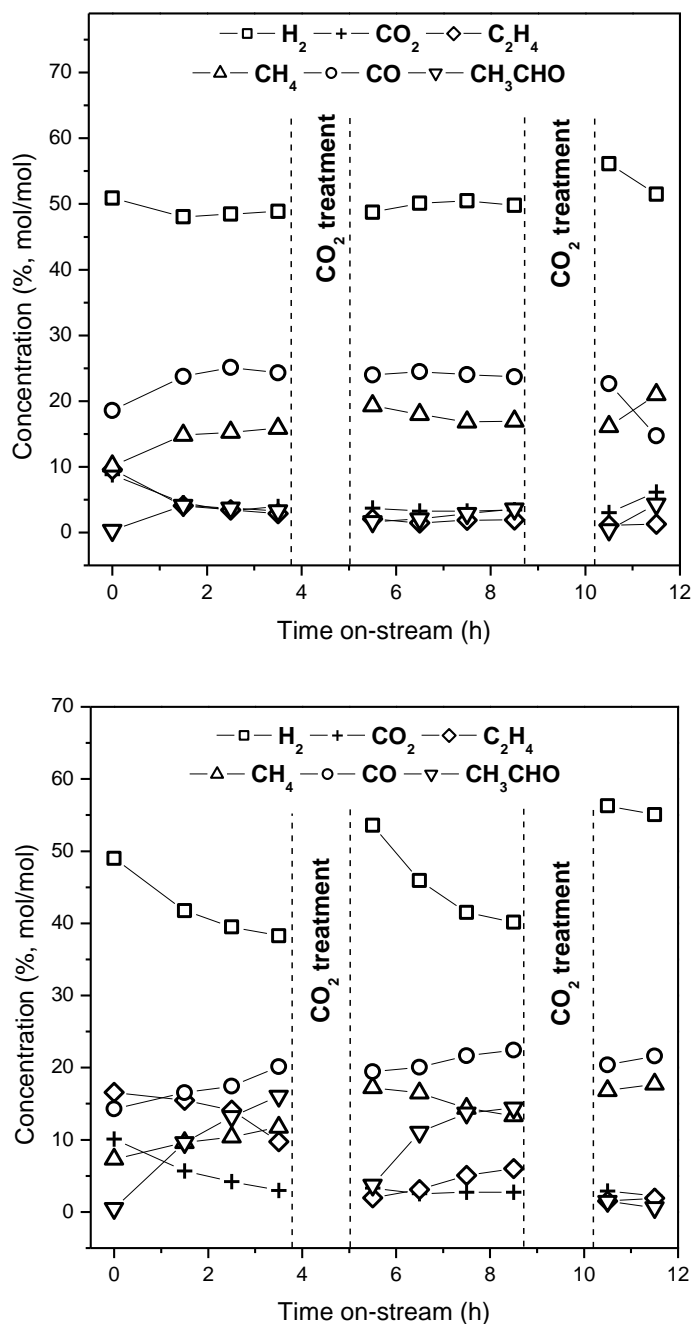 H₂ CO₂ C₂H₄
CH₄ CO CH₃CHO
70
60
50
40
30
20
10
0
Concentration (%, mol/mol)
CO₂ treatment
CO₂ treatment
0 2 4 6 8 10 12
Time on-stream (h)
70
60
50
40
30
20
10
0
H₂ CO₂ C₂H₄
CH₄ CO CH₃CHO
Concentration (%, mol/mol)
CO₂ treatment
CO₂ treatment
0 2 4 6 8 10 12
Time on-stream (h)